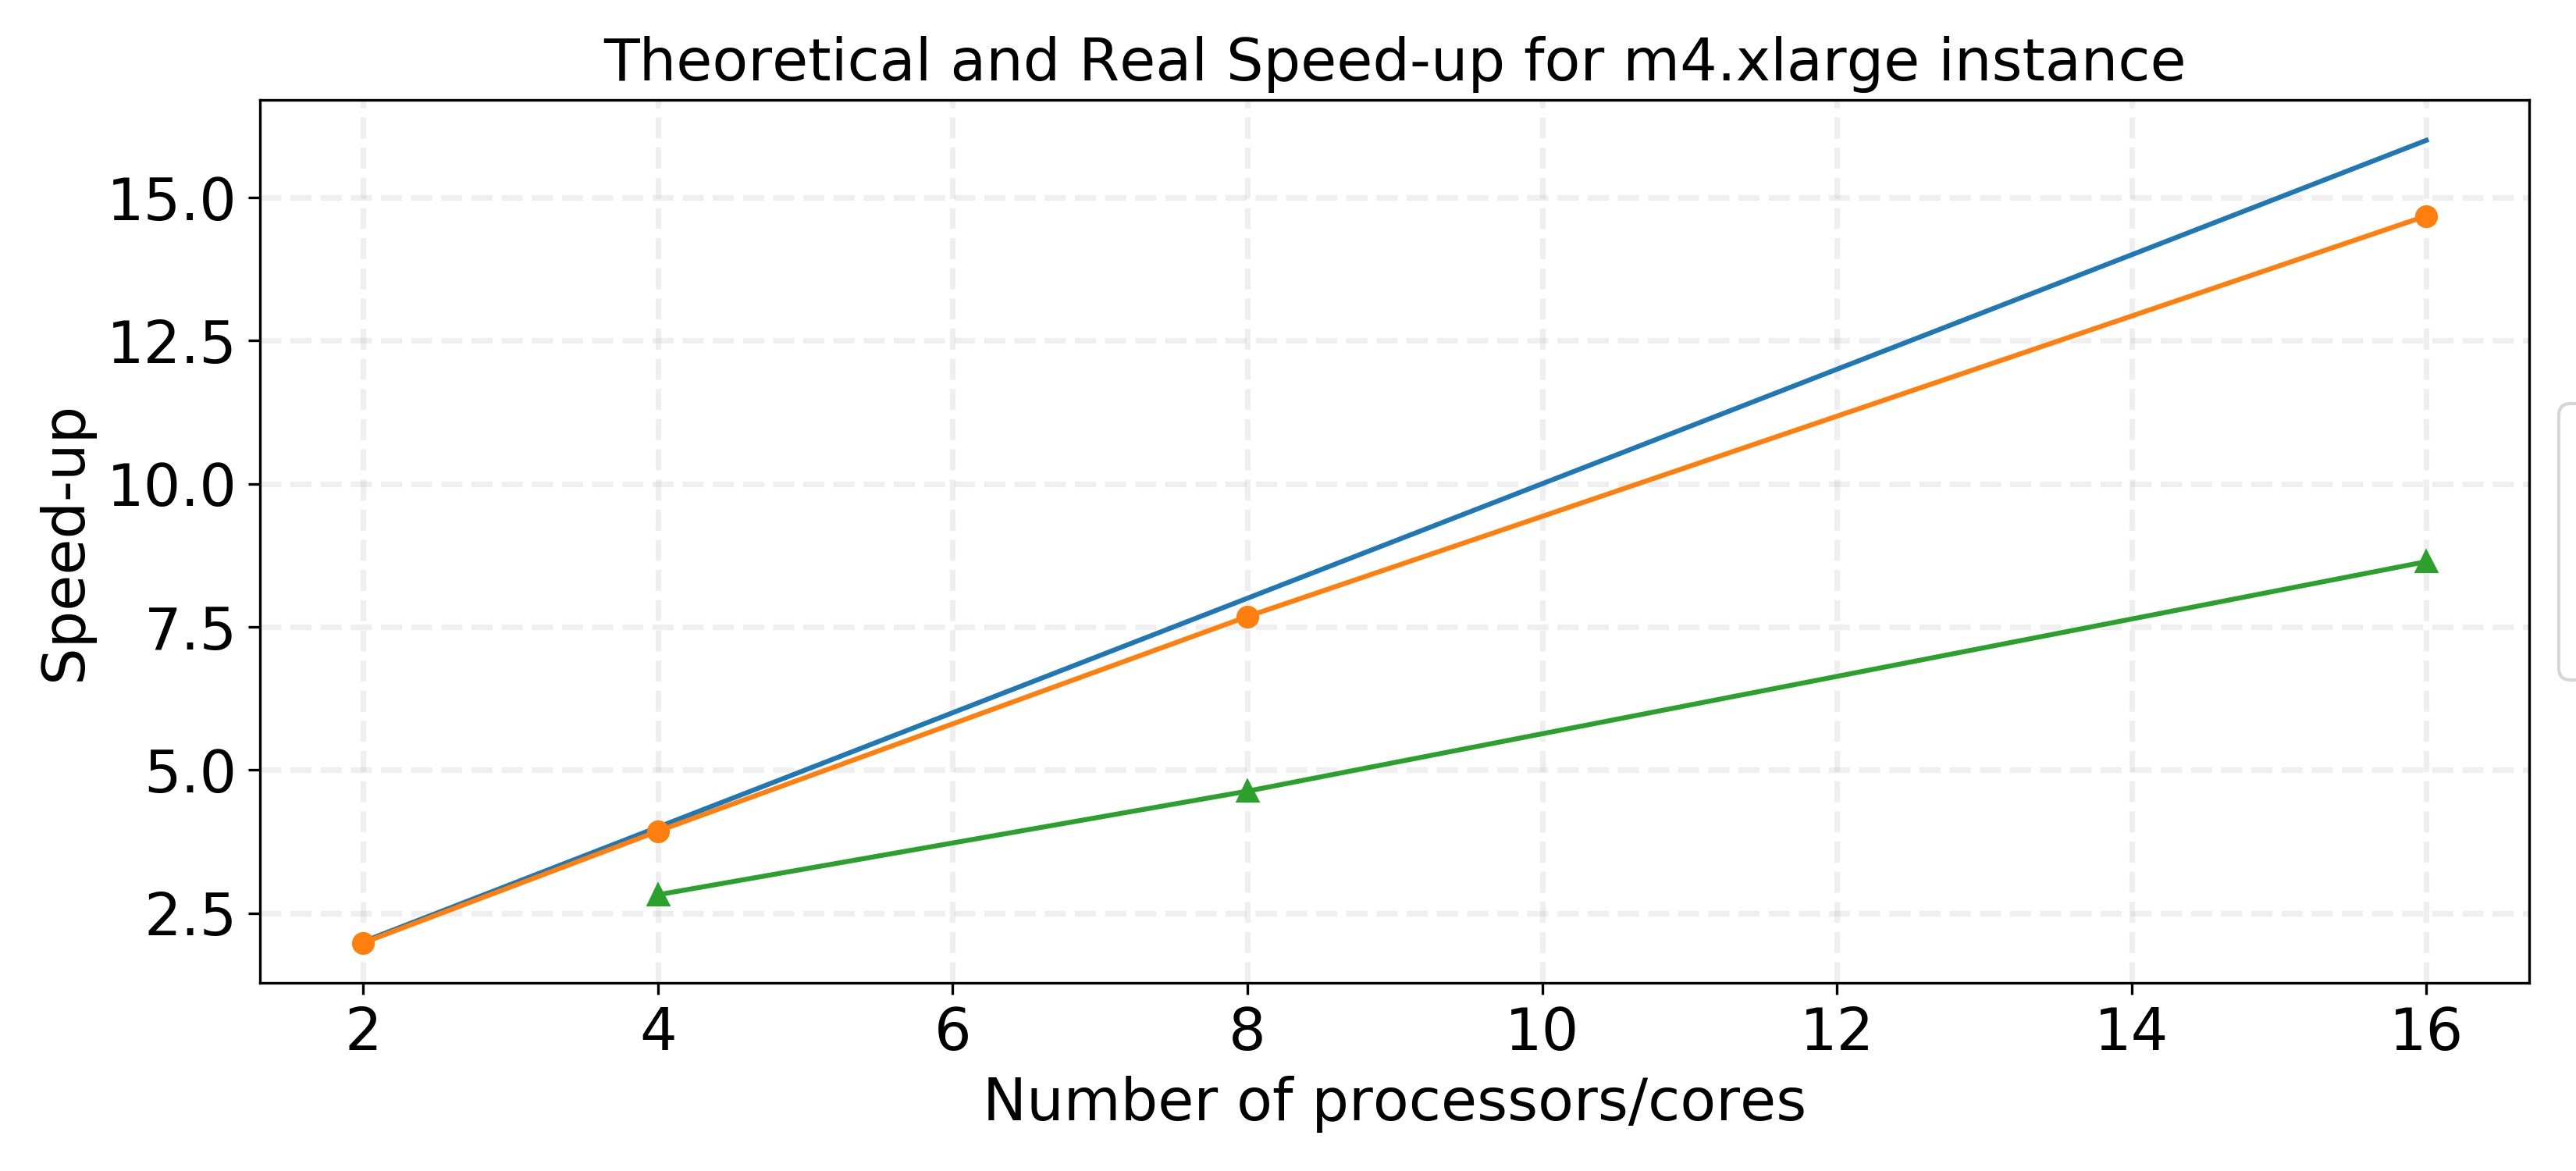 Theoretical and Real Speed-up for m4.xlarge instance
Speed-up
15.0
12.5
10.0
7.5
5.0
2.5
2 4 6 8 10 12 14 16
Number of processors/cores